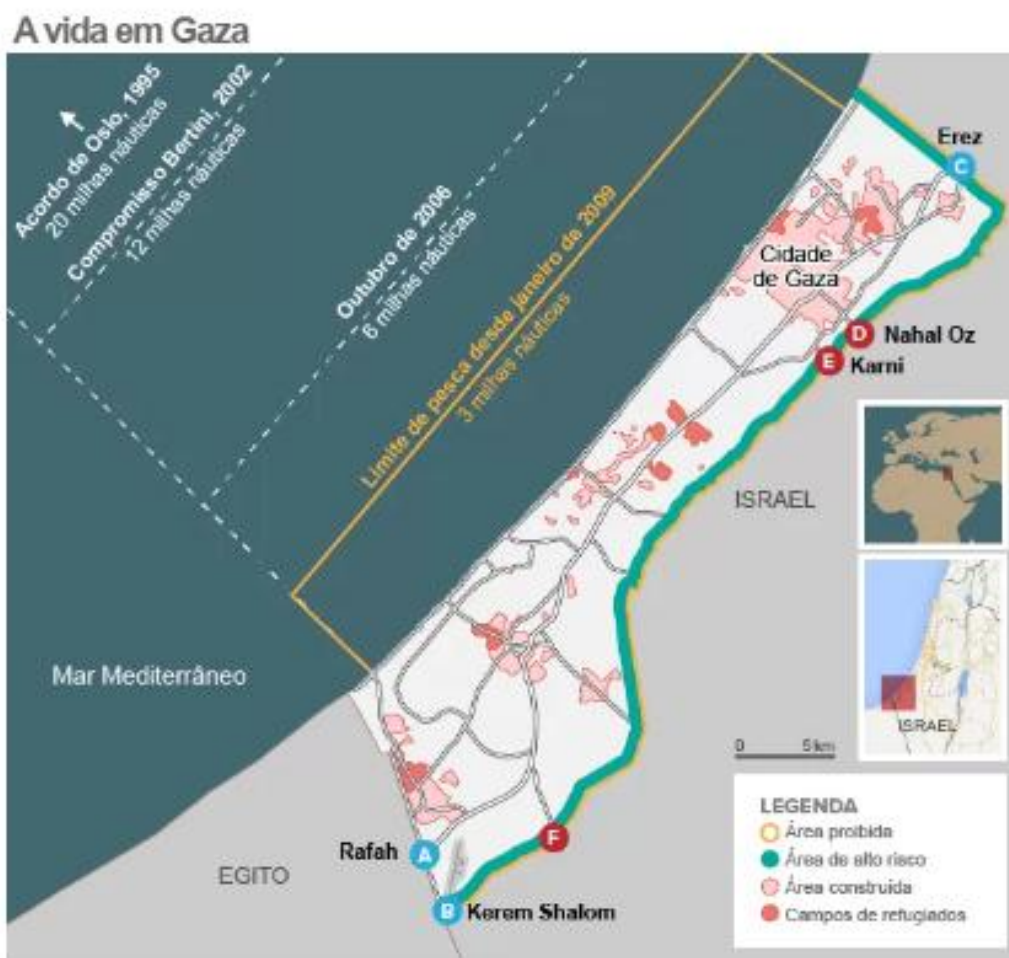 A vida em Gaza
Acordo de Oslo, 1995
20 milhas náuticas
Compromisso Bertini, 2002
12 milhas náuticas
Outubro de 2006
6 milhas náuticas
Limite de pesca desde janeiro de 2009
3 milhas náuticas
Erez
C
Cidade
de Gaza
D
Nahal Oz
E
Karni
ISRAEL
Mar Mediterrâneo
ISRAEL
0 5 km
LEGENDA
Área proibida
Área de alto risco
Área construída
Campos de refugiados
F
Rafah
A
EGITO
B
Kerem Shalom